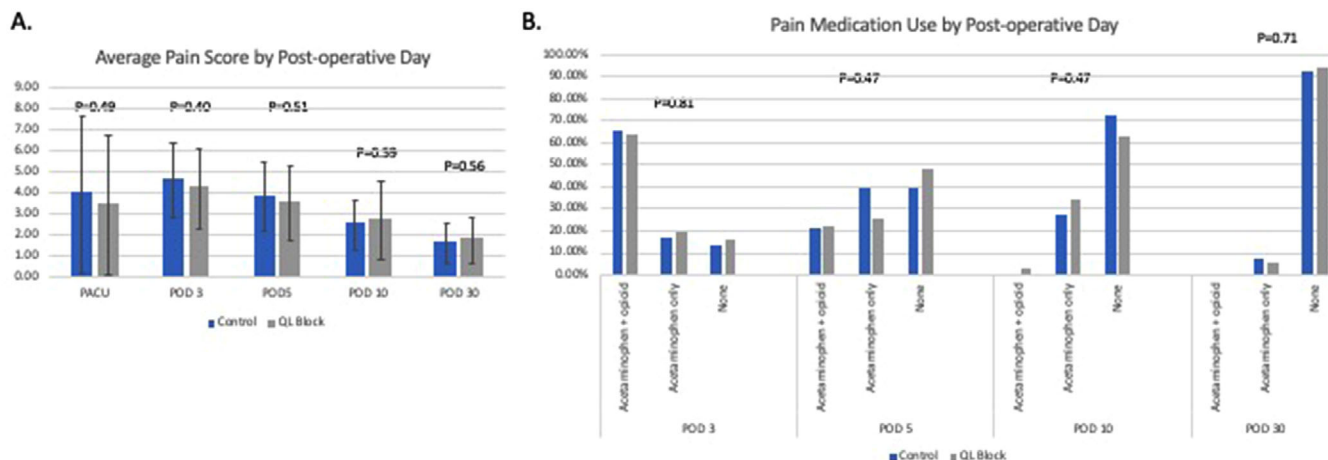 A.
Average Pain Score by Post-operative Day
9.00
8.00
7.00
6.00
5.00
4.00
3.00
2.00
1.00
0.00
P=0.49
P=0.40
P=0.51
P=0.56
PACU
POD 3
POD5
POD 10
POD 30
Control
QL Block
B.
Pain Medication Use by Post-operative Day
100.00%
90.00%
80.00%
70.00%
60.00%
50.00%
40.00%
30.00%
20.00%
10.00%
0.00%
P=0.81
P=0.47
P=0.47
P=0.71
Acetaminophen + opioid
Acetaminophen only
None
Acetaminophen + opioid
Acetaminophen only
None
Acetaminophen + opioid
Acetaminophen only
None
Acetaminophen + opioid
Acetaminophen only
None
POD 3
POD 5
POD 10
POD 30
Control
QL Block